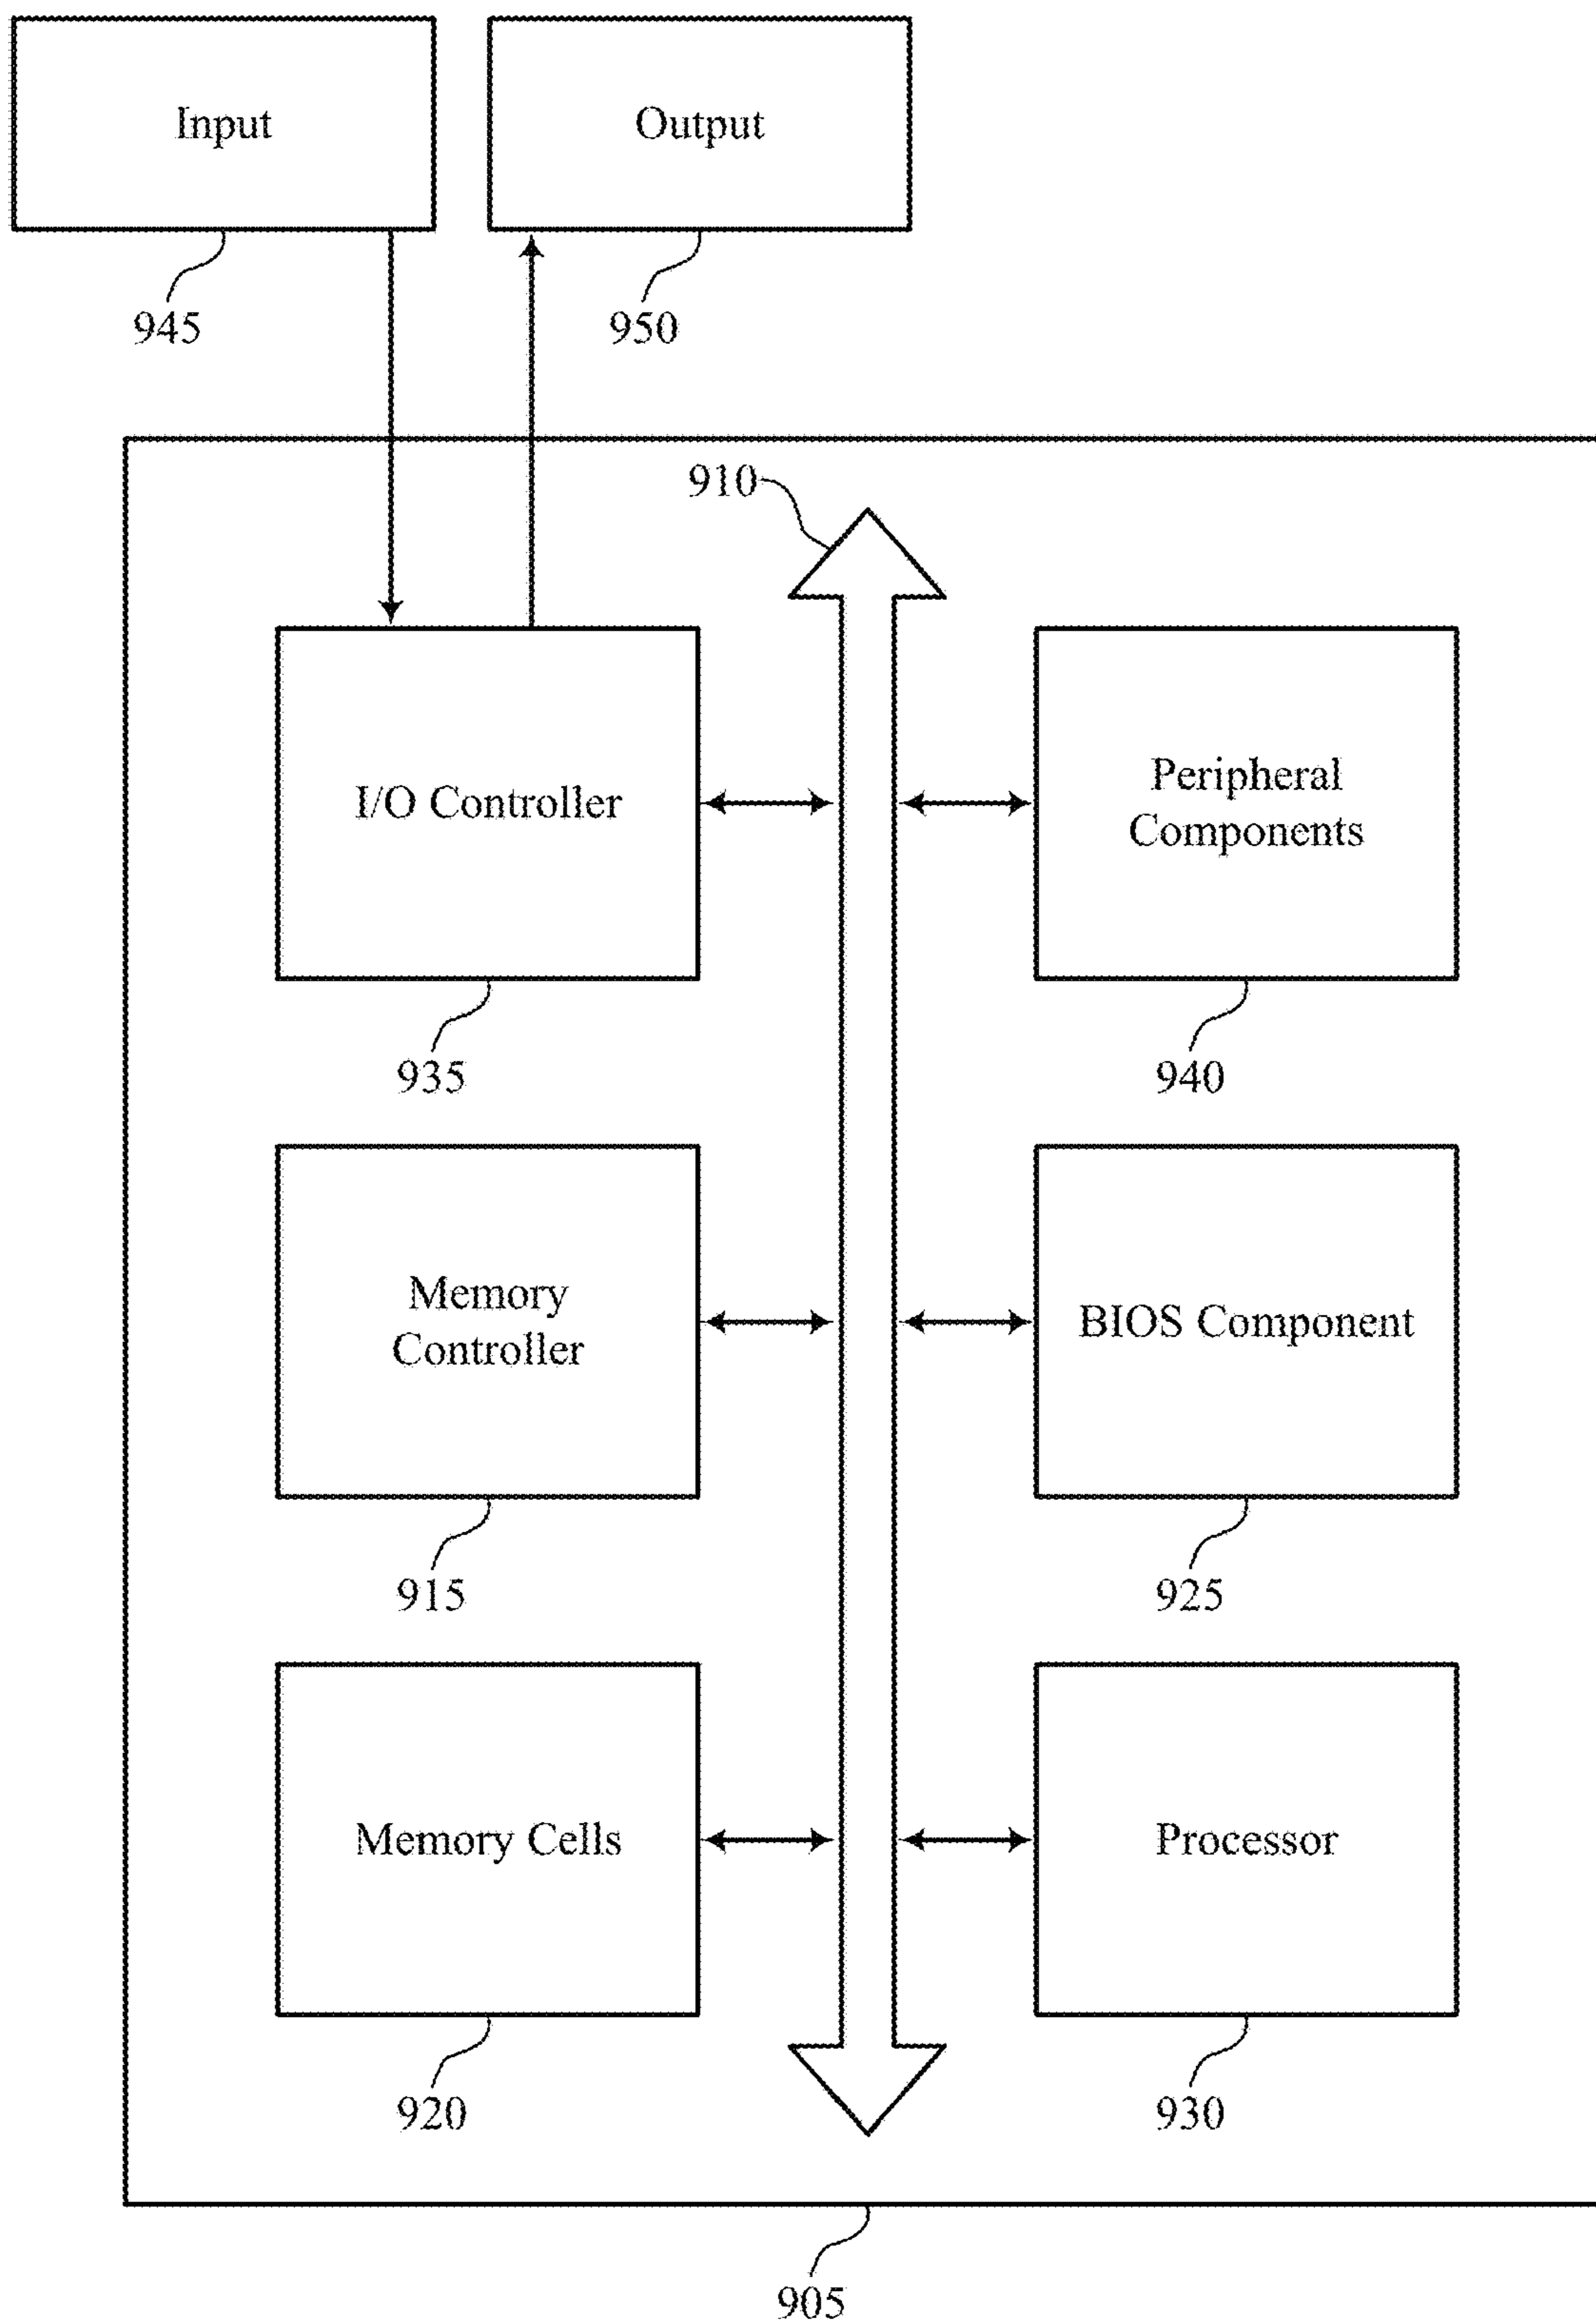 Input
Output
945
950
910
I/O Controller
Peripheral
Components
935
940
Memory
Controller
BIOS Component
915
925
Memory Cells
Processor
920
930
905